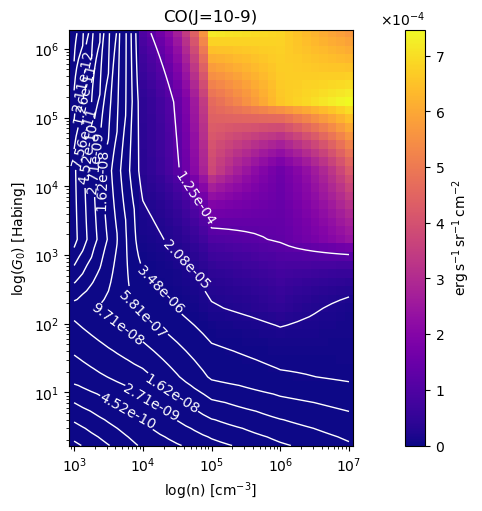 CO(J=10-9)
×10⁻⁴
10⁶
10⁵
10⁴
10³
10²
10¹
log(G₀) [Habing]
1.25e-04
2.08e-05
3.48e-06
5.81e-07
9.71e-08
1.62e-08
2.71e-09
4.52e-10
1.62e-08
2.71e-09
10³
10⁴
10⁵
10⁶
10⁷
log(n) [cm⁻³]
7
6
5
4
3
2
1
0
erg s⁻¹ sr⁻¹ cm⁻²